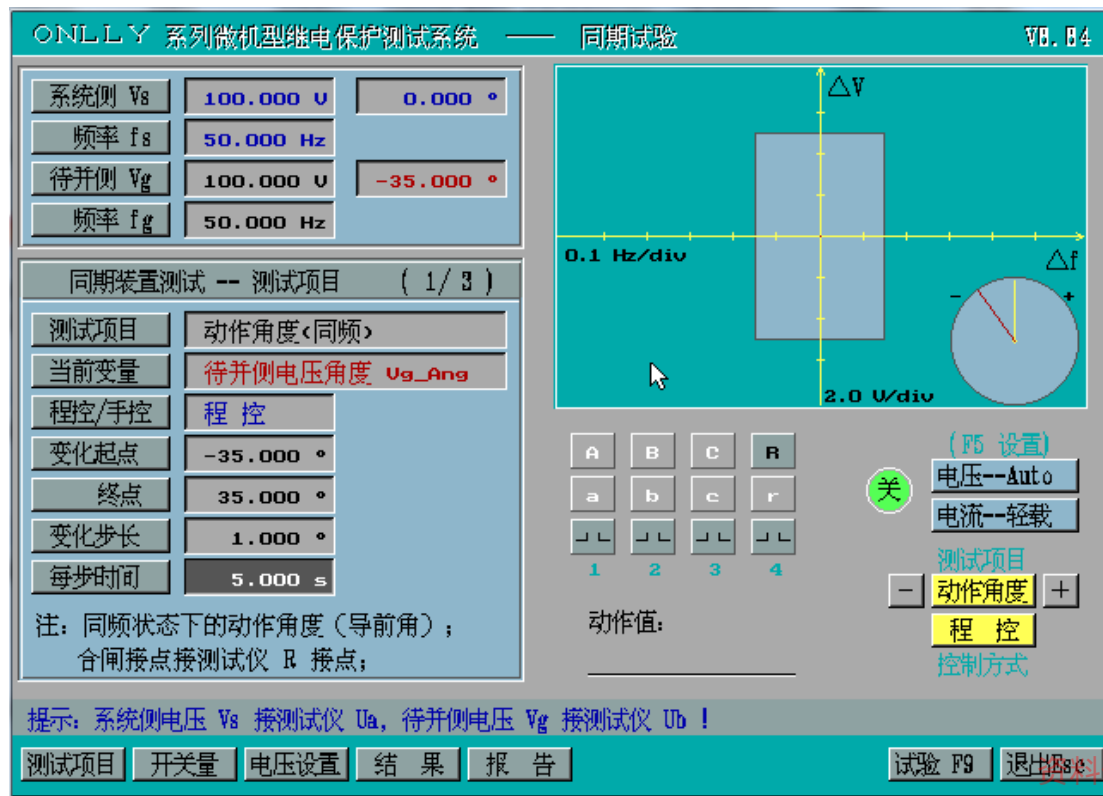 ONLLY 系列微机型继电保护测试系统 —— 同期试验 V8.84
系统侧 Vs 100.000 V 0.000 °
频率 fs 50.000 Hz
待并侧 Vg 100.000 V -35.000 °
频率 fg 50.000 Hz
同期装置测试 -- 测试项目 ( 1/ 3 )
测试项目 动作角度<同频>
当前变量 待并侧电压角度 Vg_Ang
程控/手控 程 控
变化起点 -35.000 °
终点 35.000 °
变化步长 1.000 °
每步时间 5.000 s
注: 同频状态下的动作角度(导前角);
合闸接点接测试仪 R 接点;
△V
0.1 Hz/div
△f
- +
2.0 V/div
A B C R
a b c r
1 2 3 4
动作值:
关
(F5 设置)
电压--Auto
电流--轻载
测试项目
- 动作角度 +
程 控
控制方式
提示: 系统侧电压 Vs 接测试仪 Ua, 待并侧电压 Vg 接测试仪 Ub !
测试项目 开关量 电压设置 结 果 报 告 试验 F9 退出Esc
资料